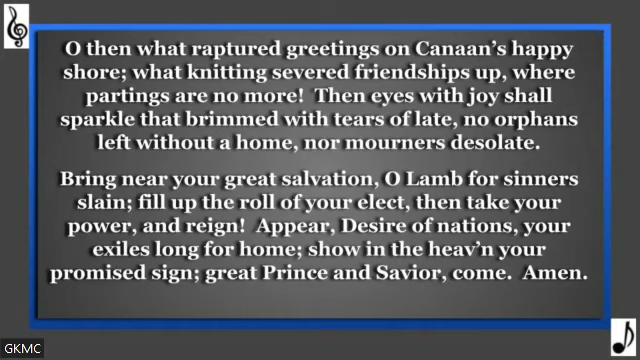 O then what raptured greetings on Canaan's happy
shore; what knitting severed friendships up, where
partings are no more!  Then eyes with joy shall
sparkle that brimmed with tears of late, no orphans
left without a home, nor mourners desolate.
Bring near your great salvation, O Lamb for sinners
slain; fill up the roll of your elect, then take your
power, and reign!  Appear, Desire of nations, your
exiles long for home; show in the heav'n your
promised sign; great Prince and Savior, come.  Amen.
GKMC